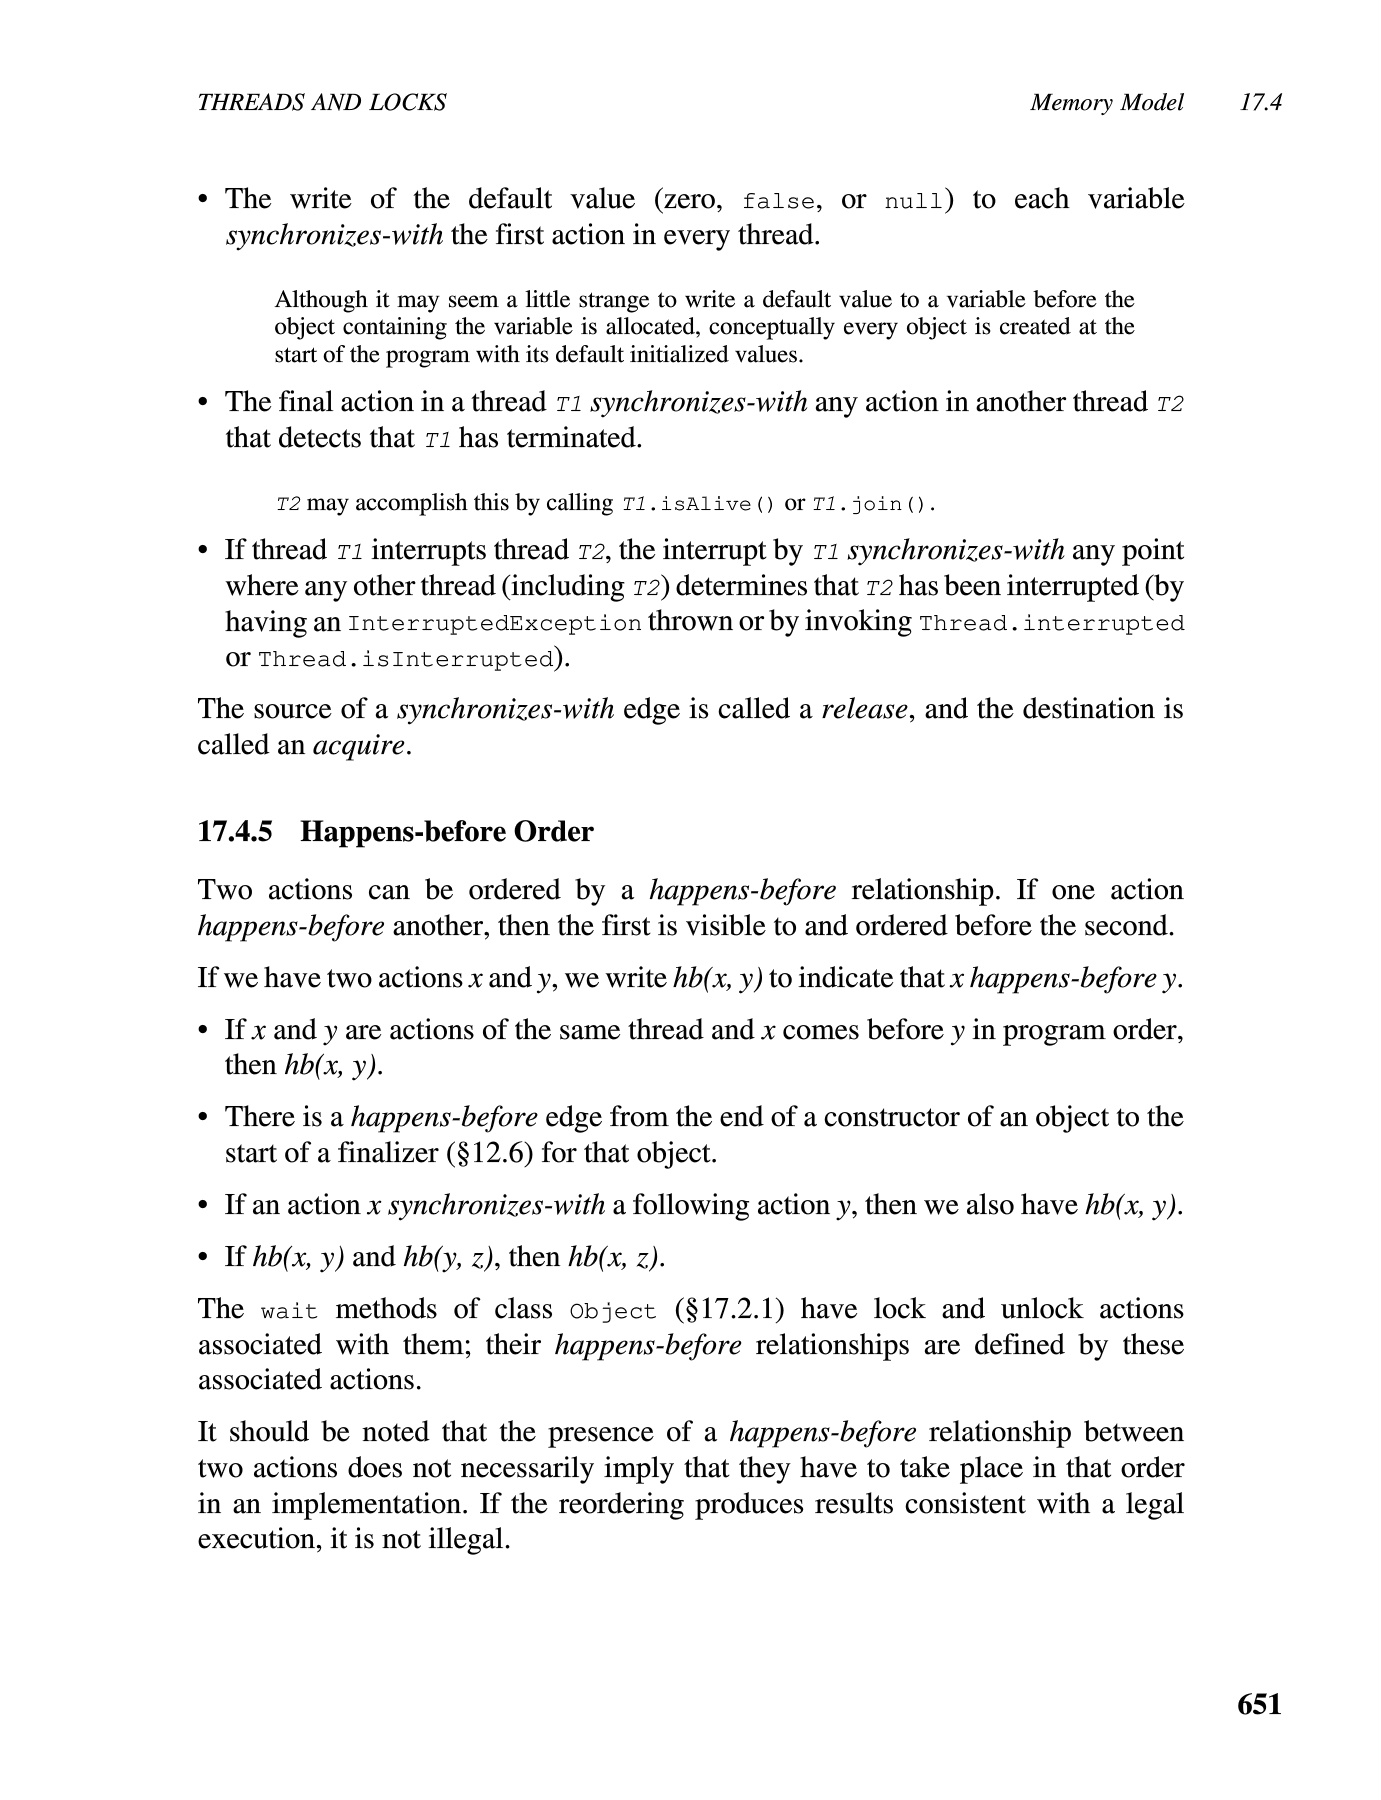 THREADS AND LOCKS Memory Model 17.4
• The write of the default value (zero, false, or null) to each variable
synchronizes-with the first action in every thread.
Although it may seem a little strange to write a default value to a variable before the
object containing the variable is allocated, conceptually every object is created at the
start of the program with its default initialized values.
• The final action in a thread T1 synchronizes-with any action in another thread T2
that detects that T1 has terminated.
T2 may accomplish this by calling T1.isAlive() or T1.join().
• If thread T1 interrupts thread T2, the interrupt by T1 synchronizes-with any point
where any other thread (including T2) determines that T2 has been interrupted (by
having an InterruptedException thrown or by invoking Thread.interrupted
or Thread.isInterrupted).
The source of a synchronizes-with edge is called a release, and the destination is
called an acquire.
17.4.5 Happens-before Order
Two actions can be ordered by a happens-before relationship. If one action
happens-before another, then the first is visible to and ordered before the second.
If we have two actions x and y, we write hb(x, y) to indicate that x happens-before y.
• If x and y are actions of the same thread and x comes before y in program order,
then hb(x, y).
• There is a happens-before edge from the end of a constructor of an object to the
start of a finalizer (§12.6) for that object.
• If an action x synchronizes-with a following action y, then we also have hb(x, y).
• If hb(x, y) and hb(y, z), then hb(x, z).
The wait methods of class Object (§17.2.1) have lock and unlock actions
associated with them; their happens-before relationships are defined by these
associated actions.
It should be noted that the presence of a happens-before relationship between
two actions does not necessarily imply that they have to take place in that order
in an implementation. If the reordering produces results consistent with a legal
execution, it is not illegal.
651